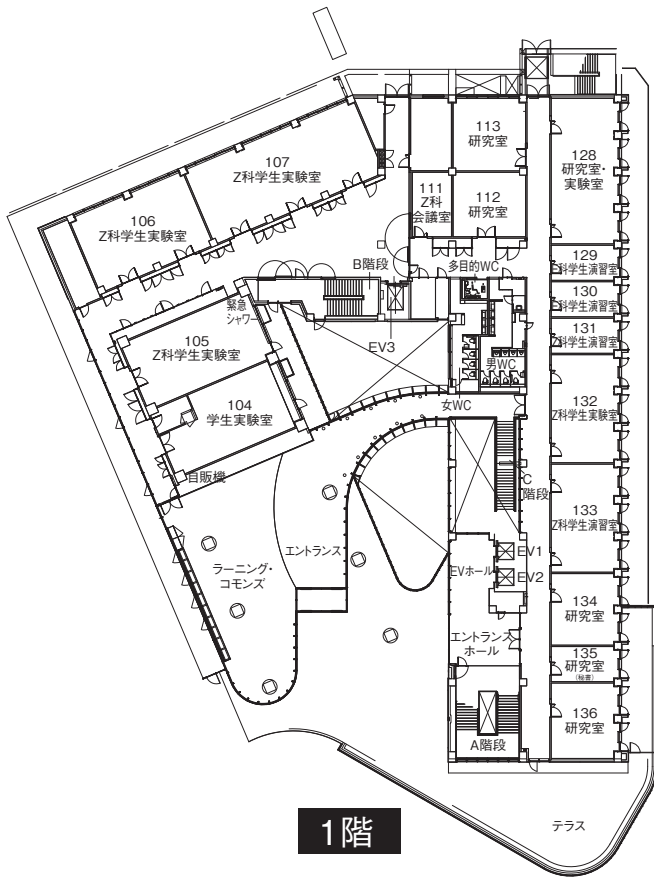 107
Z科学生実験室
106
Z科学生実験室
113
研究室
111
Z科
会議室
112
研究室
128
研究室・
実験室
B階段
多目的WC
129
科学生演習室
緊急
シャワー
130
科学生演習室
105
Z科学生実験室
131
科学生演習室
EV3
男WC
104
学生実験室
女WC
132
Z科学生実験室
自販機
C
階段
133
Z科学生演習室
エントランス
ラーニング・
コモンズ
EVホール
EV1
EV2
134
研究室
エントランス
ホール
135
研究室
(秘書)
136
研究室
A階段
テラス
1階